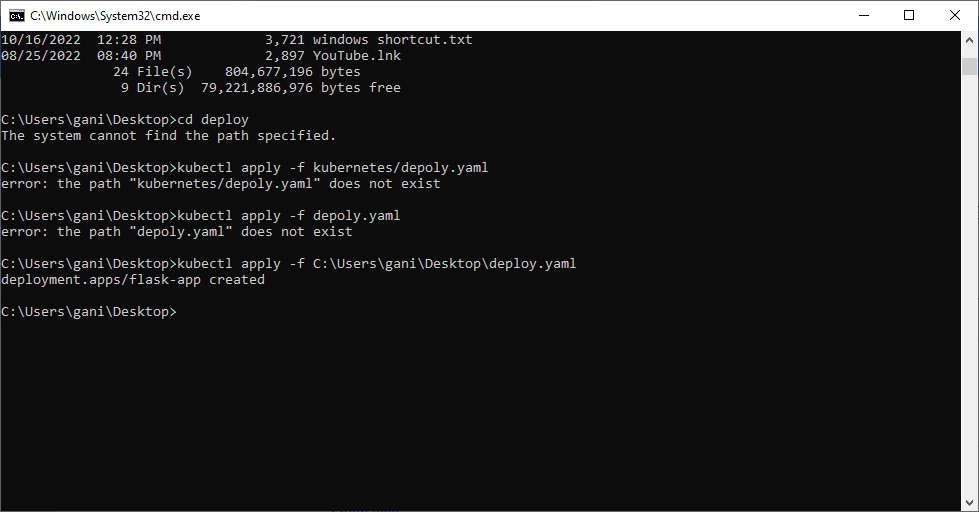 C:\Windows\System32\cmd.exe
10/16/2022  12:28 PM             3,721 windows shortcut.txt
08/25/2022  08:40 PM             2,897 YouTube.lnk
              24 File(s)    804,677,196 bytes
               9 Dir(s)  79,221,886,976 bytes free
C:\Users\gani\Desktop>cd deploy
The system cannot find the path specified.
C:\Users\gani\Desktop>kubectl apply -f kubernetes/depoly.yaml
error: the path "kubernetes/depoly.yaml" does not exist
C:\Users\gani\Desktop>kubectl apply -f depoly.yaml
error: the path "depoly.yaml" does not exist
C:\Users\gani\Desktop>kubectl apply -f C:\Users\gani\Desktop\deploy.yaml
deployment.apps/flask-app created
C:\Users\gani\Desktop>